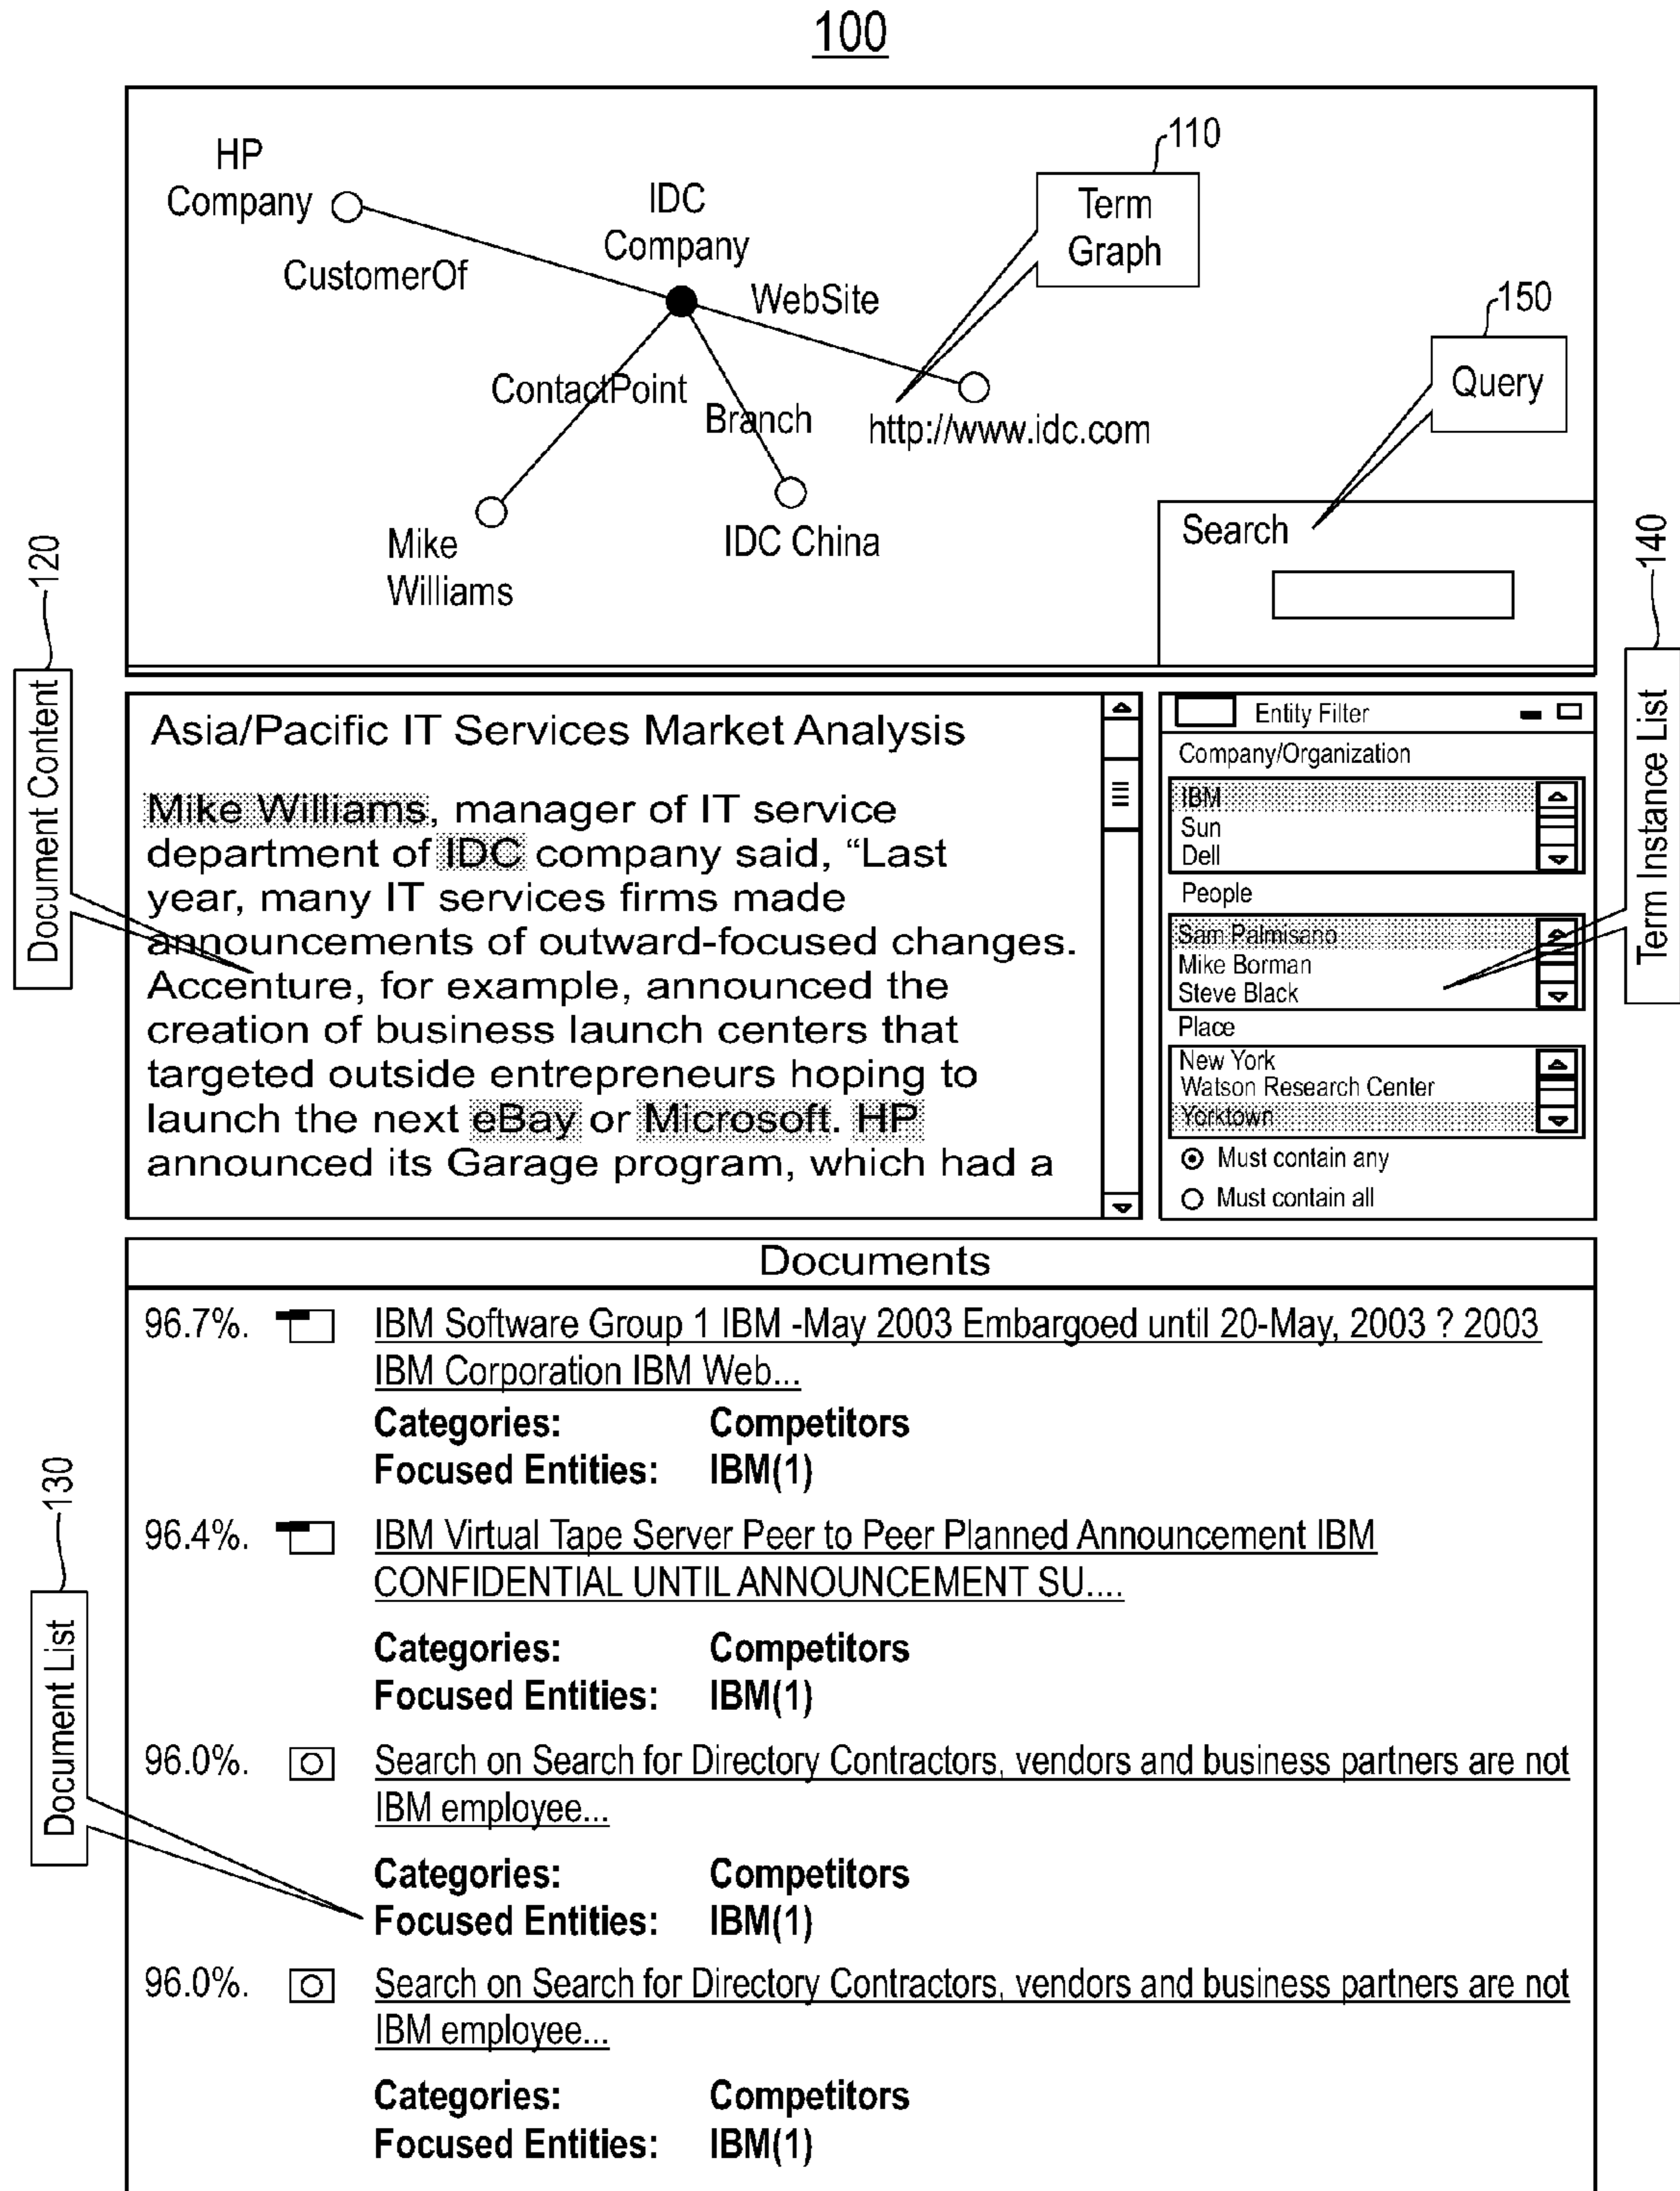 100
110
HP
Company
IDC
Company
Term
Graph
CustomerOf
WebSite
150
Query
ContactPoint
Branch
http://www.idc.com
Mike
Williams
IDC China
Search
120
Document Content
140
Term Instance List
Asia/Pacific IT Services Market Analysis
Mike Williams, manager of IT service
department of IDC company said, “Last
year, many IT services firms made
announcements of outward-focused changes.
Accenture, for example, announced the
creation of business launch centers that
targeted outside entrepreneurs hoping to
launch the next eBay or Microsoft. HP
announced its Garage program, which had a
Entity Filter
Company/Organization
IBM
Sun
Dell
People
Sam Palmisano
Mike Borman
Steve Black
Place
New York
Watson Research Center
Yorktown
Must contain any
Must contain all
Documents
130
Document List
96.7%. IBM Software Group 1 IBM -May 2003 Embargoed until 20-May, 2003 ? 2003
IBM Corporation IBM Web...
Categories: Competitors
Focused Entities: IBM(1)
96.4%. IBM Virtual Tape Server Peer to Peer Planned Announcement IBM
CONFIDENTIAL UNTIL ANNOUNCEMENT SU....
Categories: Competitors
Focused Entities: IBM(1)
96.0%. Search on Search for Directory Contractors, vendors and business partners are not
IBM employee...
Categories: Competitors
Focused Entities: IBM(1)
96.0%. Search on Search for Directory Contractors, vendors and business partners are not
IBM employee...
Categories: Competitors
Focused Entities: IBM(1)